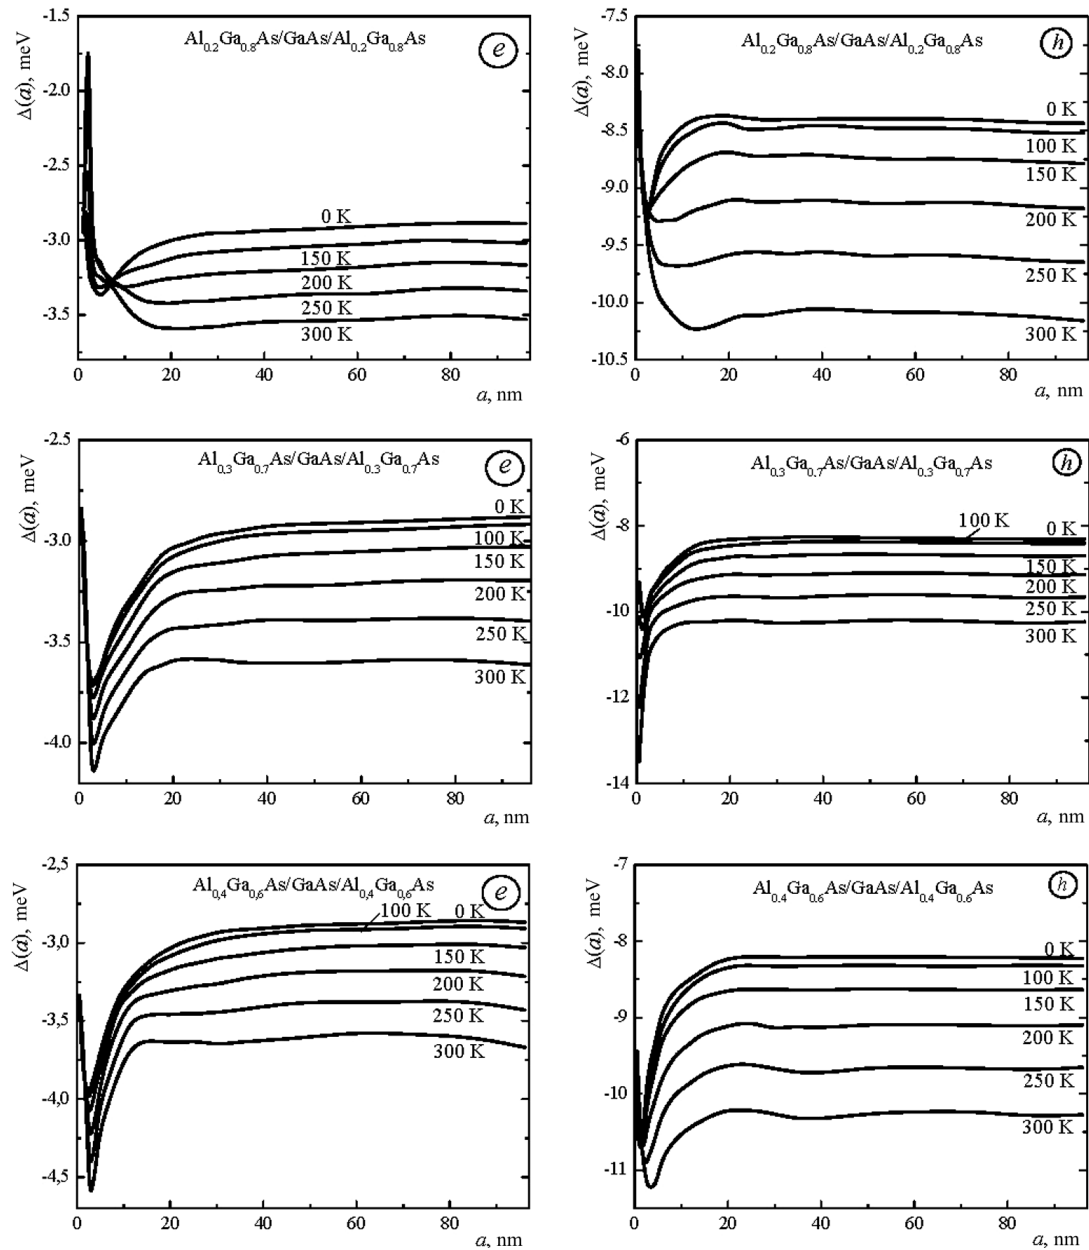 Al0.2Ga0.8As/GaAs/Al0.2Ga0.8As
e
Δ(a), meV
-1.5
-2.0
-2.5
-3.0
-3.5
0 K
150 K
200 K
250 K
300 K
0 20 40 60 80
a, nm
Al0.2Ga0.8As/GaAs/Al0.2Ga0.8As
h
Δ(a), meV
-7.5
-8.0
-8.5
-9.0
-9.5
-10.0
-10.5
0 K
100 K
150 K
200 K
250 K
300 K
0 20 40 60 80
a, nm
Al0.3Ga0.7As/GaAs/Al0.3Ga0.7As
e
Δ(a), meV
-2.5
-3.0
-3.5
-4.0
0 K
100 K
150 K
200 K
250 K
300 K
0 20 40 60 80
a, nm
Al0.3Ga0.7As/GaAs/Al0.3Ga0.7As
h
Δ(a), meV
-6
-8
-10
-12
-14
100 K
0 K
150 K
200 K
250 K
300 K
0 20 40 60 80
a, nm
Al0,4Ga0,6As/GaAs/Al0,4Ga0,6As
e
Δ(a), meV
-2,5
-3,0
-3,5
-4,0
-4,5
100 K
0 K
150 K
200 K
250 K
300 K
0 20 40 60 80
a, nm
Al0.4Ga0.6As/GaAs/Al0.4Ga0.6As
h
Δ(a), meV
-7
-8
-9
-10
-11
0 K
100 K
150 K
200 K
250 K
300 K
0 20 40 60 80
a, nm